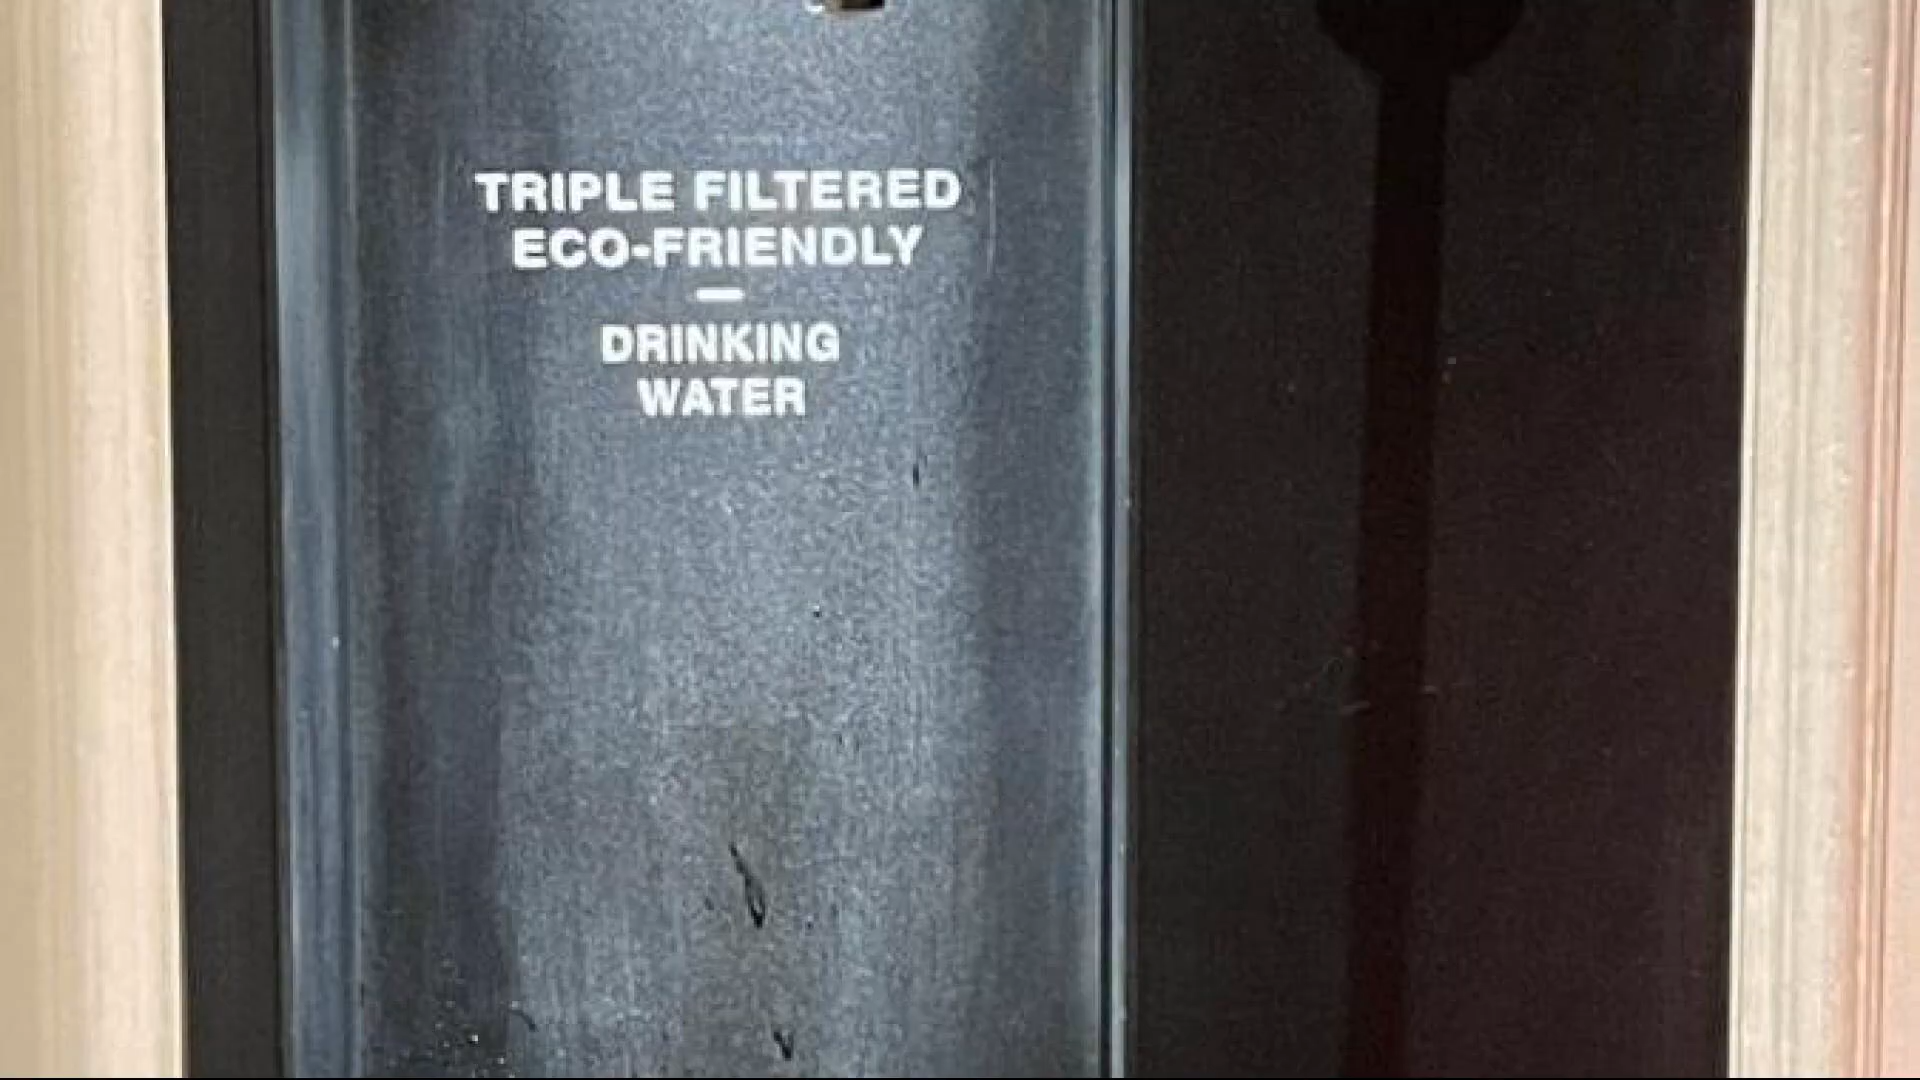 TRIPLE FILTERED
ECO-FRIENDLY
—
DRINKING
WATER